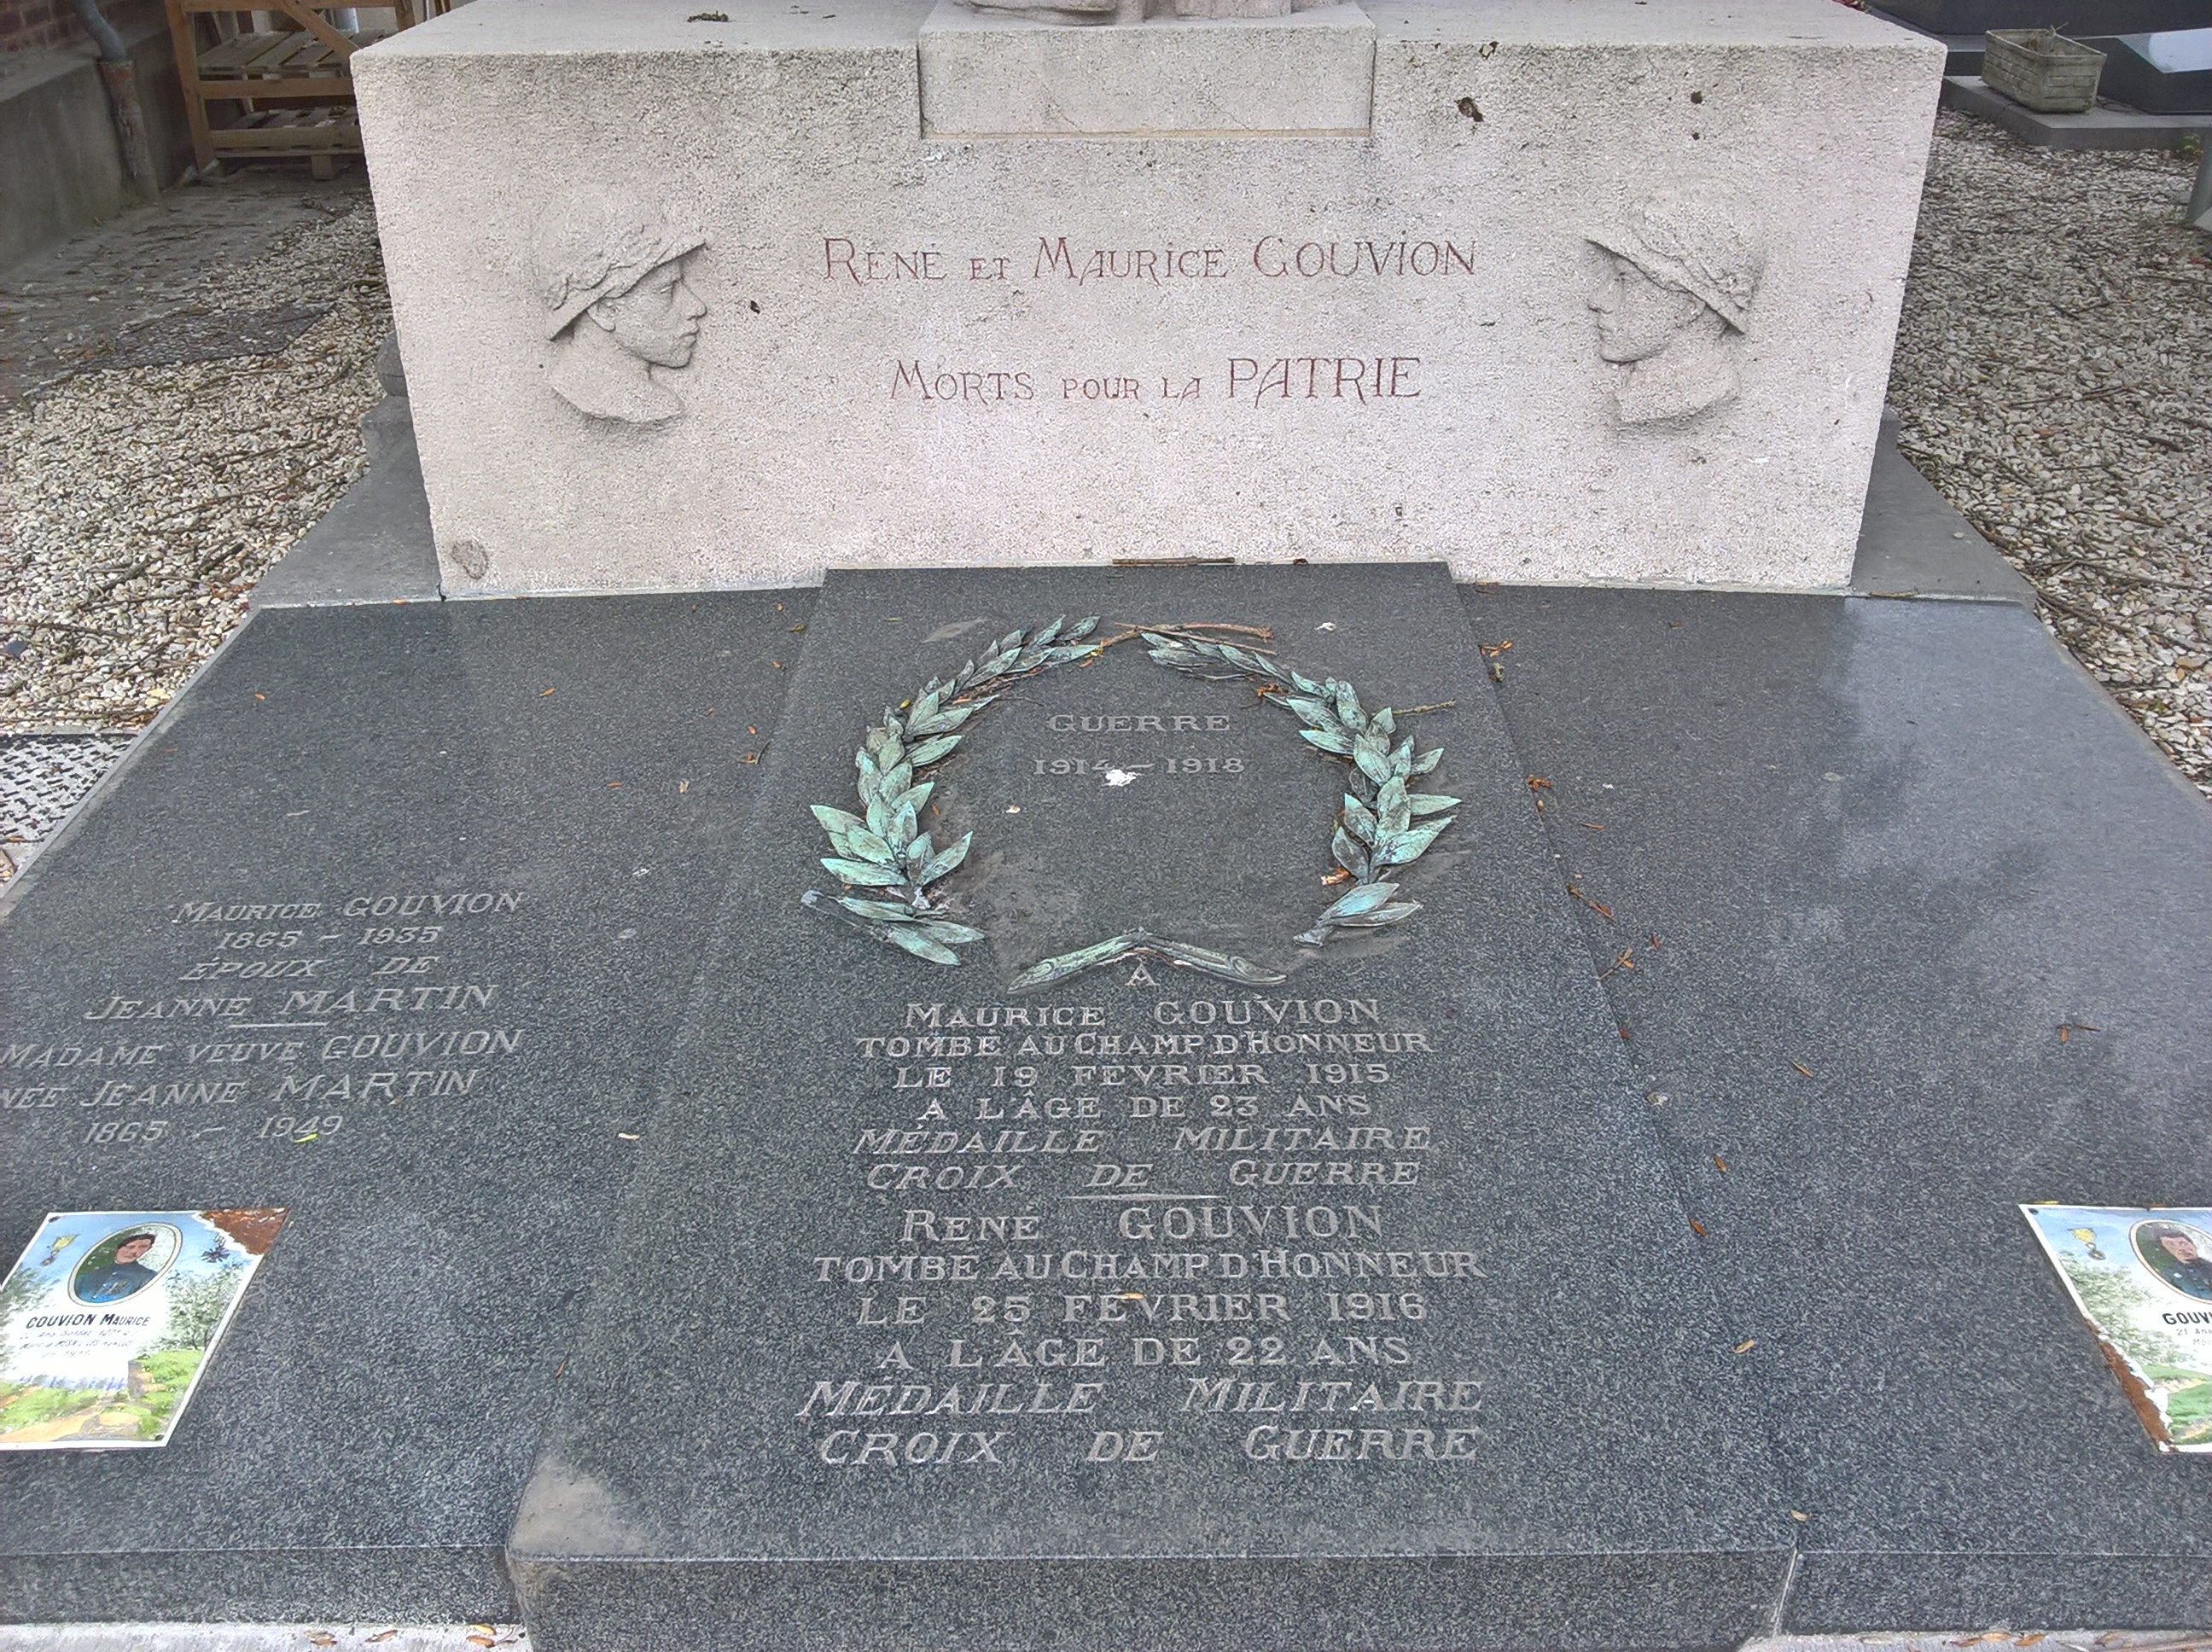 RENÉ ET MAURICE GOUVION
MORTS POUR LA PATRIE
GUERRE
1914 - 1918
MAURICE GOUVION
1865 - 1935
ÉPOUX DE
JEANNE MARTIN
MADAME VEUVE GOUVION
NÉE JEANNE MARTIN
1865 - 1949
A
MAURICE GOUVION
TOMBÉ AU CHAMP D'HONNEUR
LE 19 FÉVRIER 1915
A L'ÂGE DE 23 ANS
MÉDAILLE MILITAIRE
CROIX DE GUERRE
RENÉ GOUVION
TOMBÉ AU CHAMP D'HONNEUR
LE 25 FÉVRIER 1916
A L'ÂGE DE 22 ANS
MÉDAILLE MILITAIRE
CROIX DE GUERRE
GOUVION MAURICE
GOUV
21 Ans